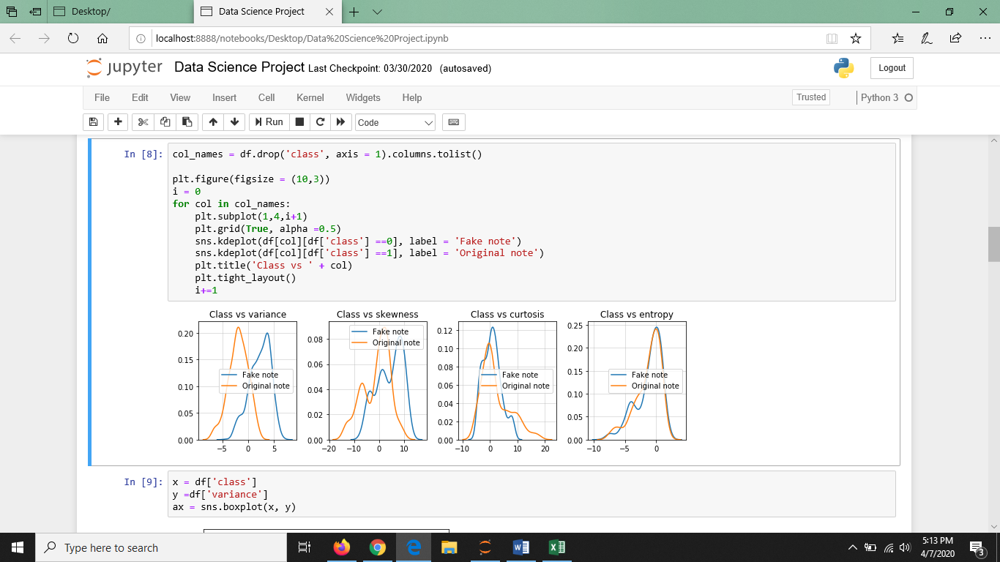 Desktop/
Data Science Project
localhost:8888/notebooks/Desktop/Data%20Science%20Project.ipynb
jupyter Data Science Project Last Checkpoint: 03/30/2020 (autosaved)
Logout
File Edit View Insert Cell Kernel Widgets Help
Trusted
Python 3
Run
Code
In [8]:
col_names = df.drop('class', axis = 1).columns.tolist()
plt.figure(figsize = (10,3))
i = 0
for col in col_names:
    plt.subplot(1,4,i+1)
    plt.grid(True, alpha =0.5)
    sns.kdeplot(df[col][df['class'] ==0], label = 'Fake note')
    sns.kdeplot(df[col][df['class'] ==1], label = 'Original note')
    plt.title('Class vs ' + col)
    plt.tight_layout()
    i+=1
Class vs variance
0.20
0.15
0.10
0.05
0.00
Fake note
Original note
−5 0 5
Class vs skewness
0.08
0.06
0.04
0.02
0.00
Fake note
Original note
−20 −10 0 10
Class vs curtosis
0.12
0.10
0.08
0.06
0.04
0.02
0.00
Fake note
Original note
−10 0 10 20
Class vs entropy
0.25
0.20
0.15
0.10
0.05
0.00
Fake note
Original note
−10 −5 0
In [9]:
x = df['class']
y =df['variance']
ax = sns.boxplot(x, y)
Type here to search
5:13 PM
4/7/2020
3